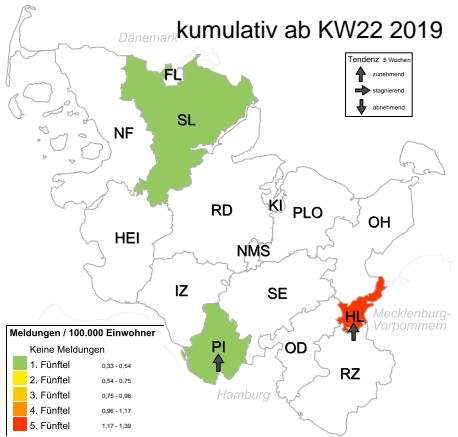 kumulativ ab KW22 2019
Dänemark
Tendenz 5 Wochen
zunehmend
stagnierend
abnehmend
FL
SL
NF
RD
KI
PLO
OH
HEI
NMS
IZ
SE
HL
Mecklenburg-
Vorpommern
PI
OD
RZ
Hamburg
Meldungen / 100.000 Einwohner
Keine Meldungen
1. Fünftel 0,33 - 0,54
2. Fünftel 0,54 - 0,75
3. Fünftel 0,75 - 0,96
4. Fünftel 0,96 - 1,17
5. Fünftel 1,17 - 1,39